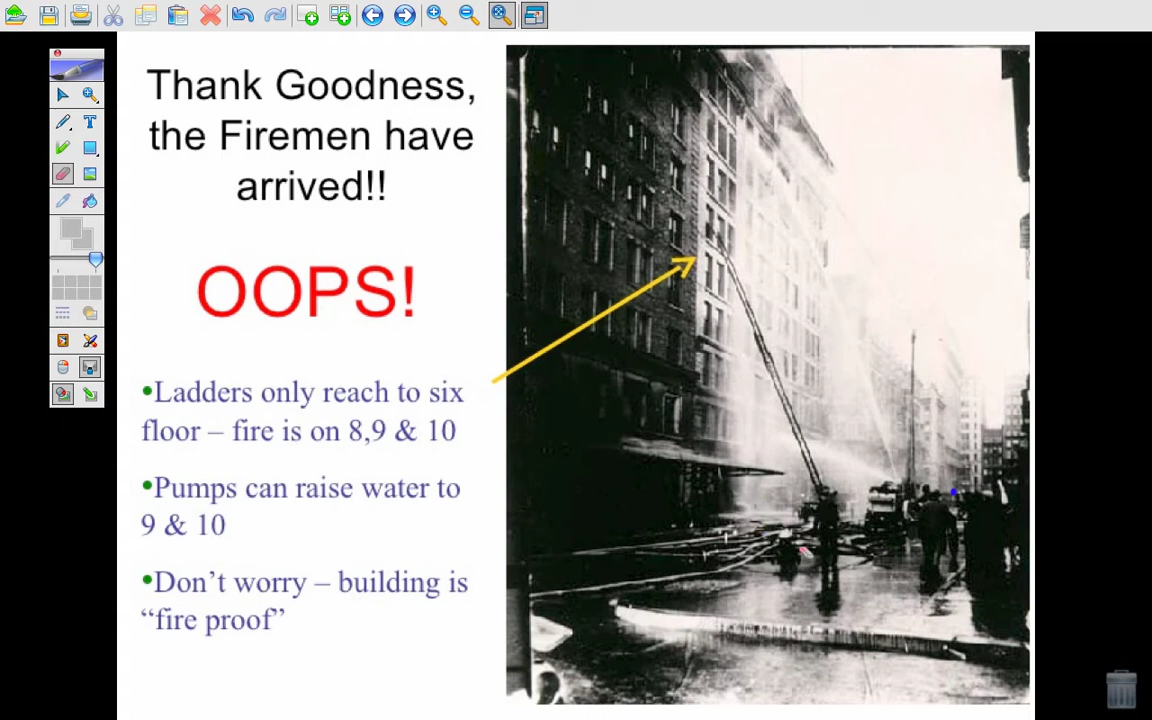 Thank Goodness,
the Firemen have
arrived!!
OOPS!
•Ladders only reach to six
floor – fire is on 8,9 & 10
•Pumps can raise water to
9 & 10
•Don’t worry – building is
“fire proof”